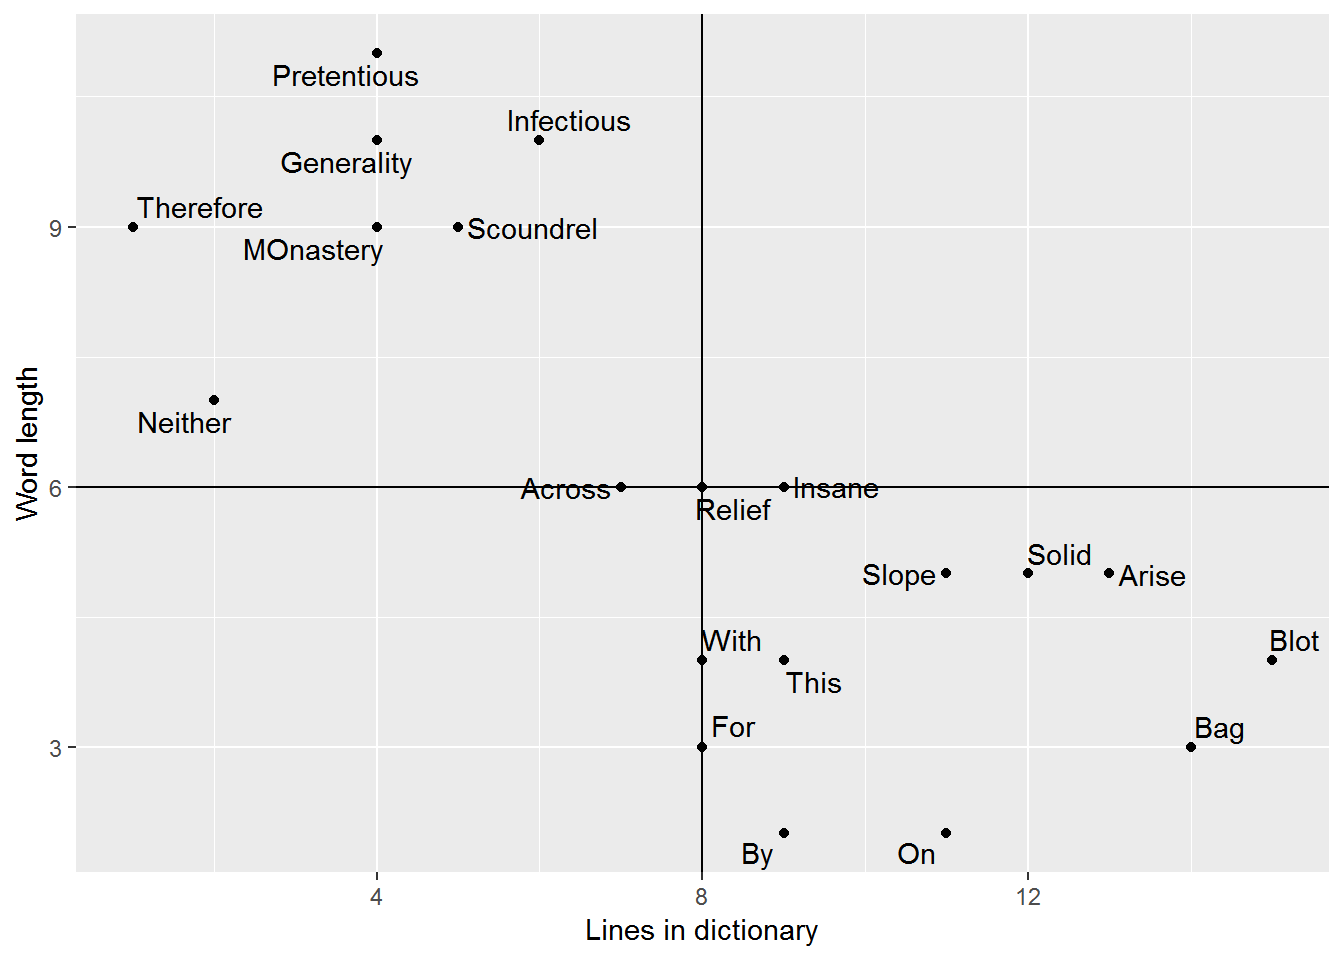 Pretentious
Infectious
Generality
Therefore
9
Scoundrel
MOnastery
Neither
Word length
6
Across
Insane
Relief
Solid
Slope
Arise
With
Blot
This
For
Bag
3
By
On
4
8
12
Lines in dictionary